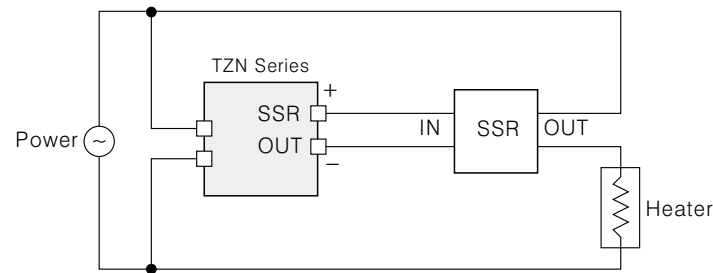 TZN Series
+
SSR
OUT
−
IN
SSR
OUT
Power
~
Heater